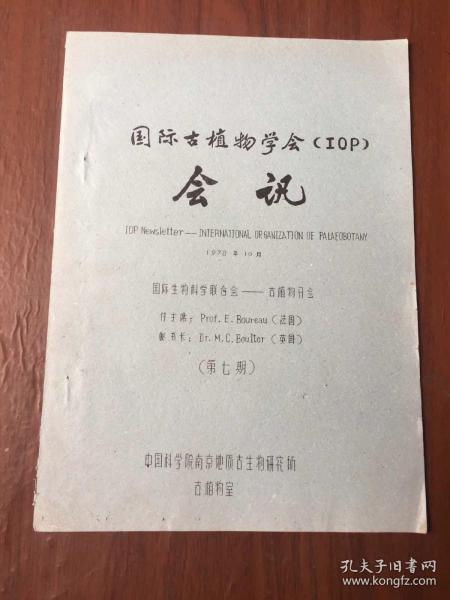 国际古植物学会(IOP)
会讯
IOP Newsletter — INTERNATIONAL ORGANIZATION OF PALAEOBOTANY
1978 年 10 月
国际生物科学联合会 —— 古植物分会
付主席: Prof. E. Boureau (法国)
秘书长: Dr. M.C. Boulter (英国)
(第七期)
中国科学院南京地质古生物研究所
古植物室
孔夫子旧书网
www.kongfz.com